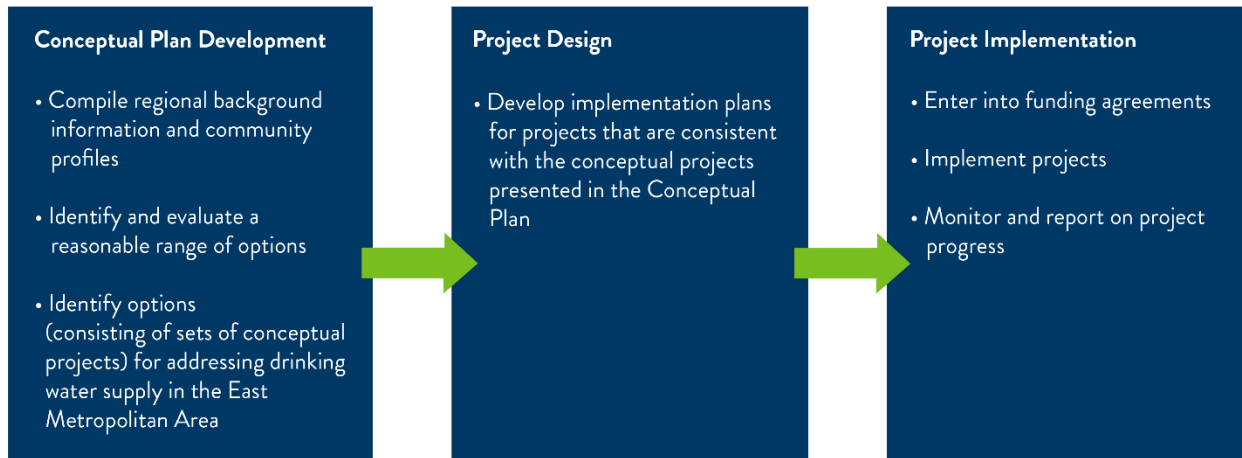 Conceptual Plan Development
• Compile regional background
information and community
profiles
• Identify and evaluate a
reasonable range of options
• Identify options
(consisting of sets of conceptual
projects) for addressing drinking
water supply in the East
Metropolitan Area
Project Design
• Develop implementation plans
for projects that are consistent
with the conceptual projects
presented in the Conceptual
Plan
Project Implementation
• Enter into funding agreements
• Implement projects
• Monitor and report on project
progress